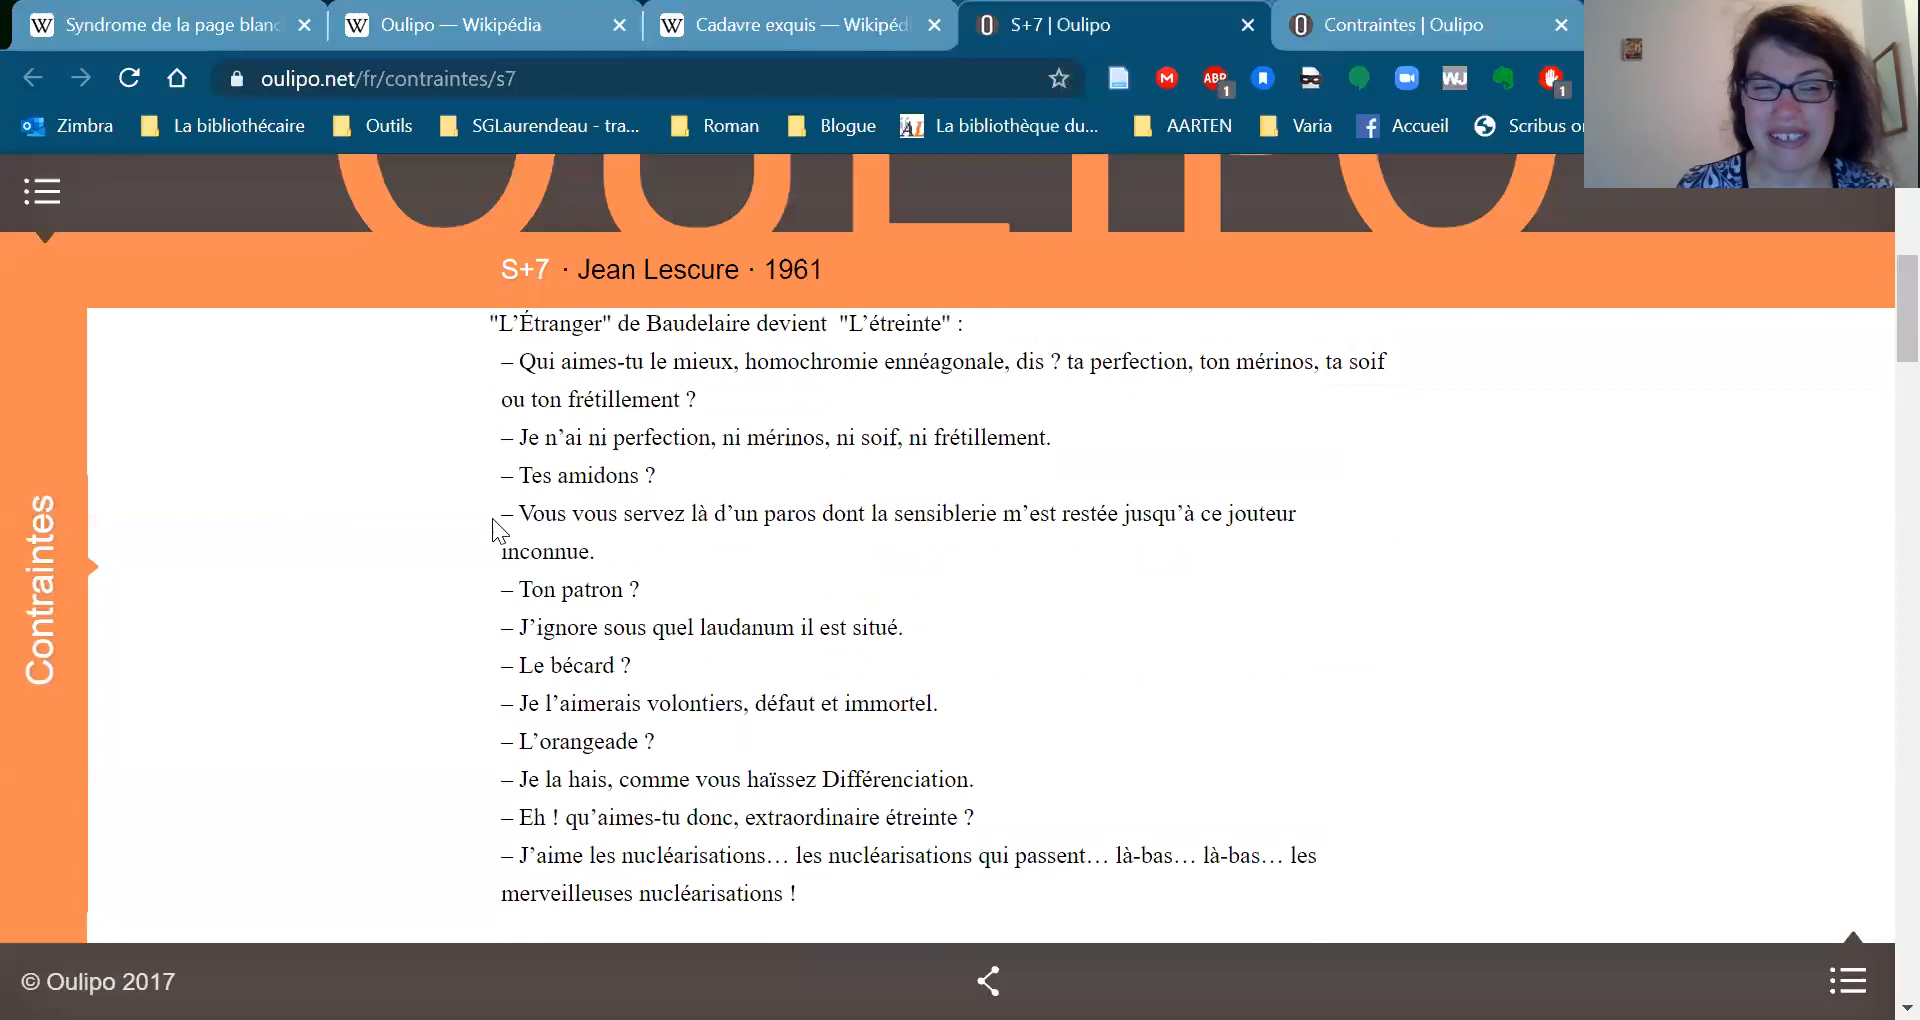 Syndrome de la page blanc
Oulipo — Wikipédia
Cadavre exquis — Wikipéd
S+7 | Oulipo
Contraintes | Oulipo
oulipo.net/fr/contraintes/s7
ABP
1
WJ
1
Zimbra
La bibliothécaire
Outils
SGLaurendeau - tra...
Roman
Blogue
La bibliothèque du...
AARTEN
Varia
Accueil
Scribus o
OULIPO
S+7 · Jean Lescure · 1961
"L'Étranger" de Baudelaire devient "L'étreinte" :
– Qui aimes-tu le mieux, homochromie ennéagonale, dis ? ta perfection, ton mérinos, ta soif
ou ton frétillement ?
– Je n'ai ni perfection, ni mérinos, ni soif, ni frétillement.
– Tes amidons ?
– Vous vous servez là d'un paros dont la sensiblerie m'est restée jusqu'à ce jouteur
inconnue.
– Ton patron ?
– J'ignore sous quel laudanum il est situé.
– Le bécard ?
– Je l'aimerais volontiers, défaut et immortel.
– L'orangeade ?
– Je la hais, comme vous haïssez Différenciation.
– Eh ! qu'aimes-tu donc, extraordinaire étreinte ?
– J'aime les nucléarisations… les nucléarisations qui passent… là-bas… là-bas… les
merveilleuses nucléarisations !
Contraintes
© Oulipo 2017